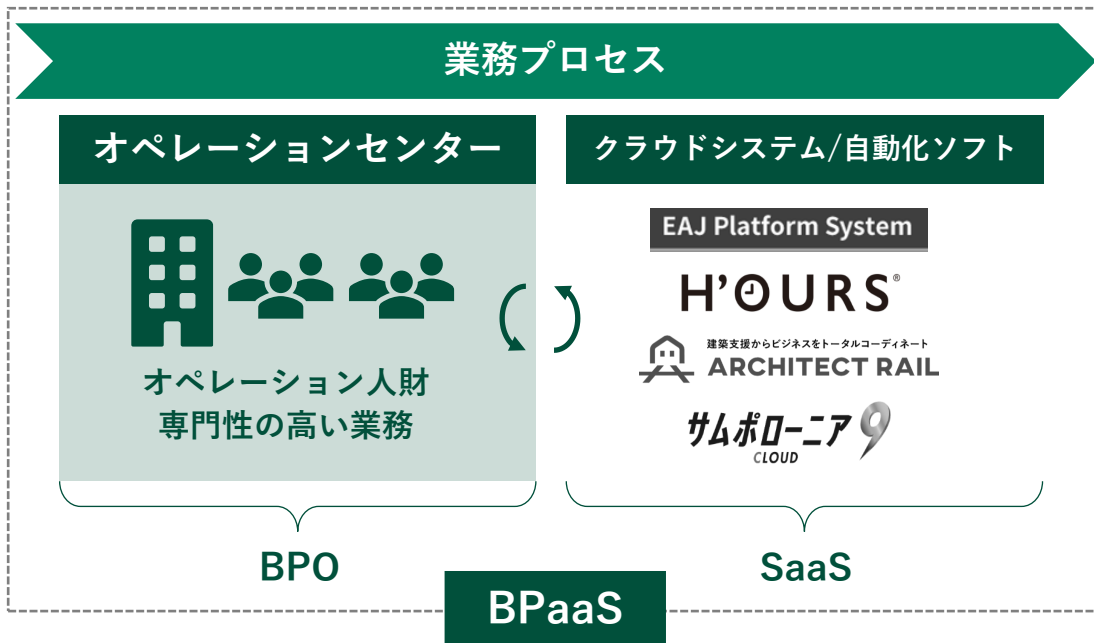 業務プロセス
オペレーションセンター
オペレーション人財
専門性の高い業務
BPO
クラウドシステム/自動化ソフト
EAJ Platform System
H'OURS®
建築支援からビジネスをトータルコーディネート
ARCHITECT RAIL
サムポローニア9
CLOUD
SaaS
BPaaS